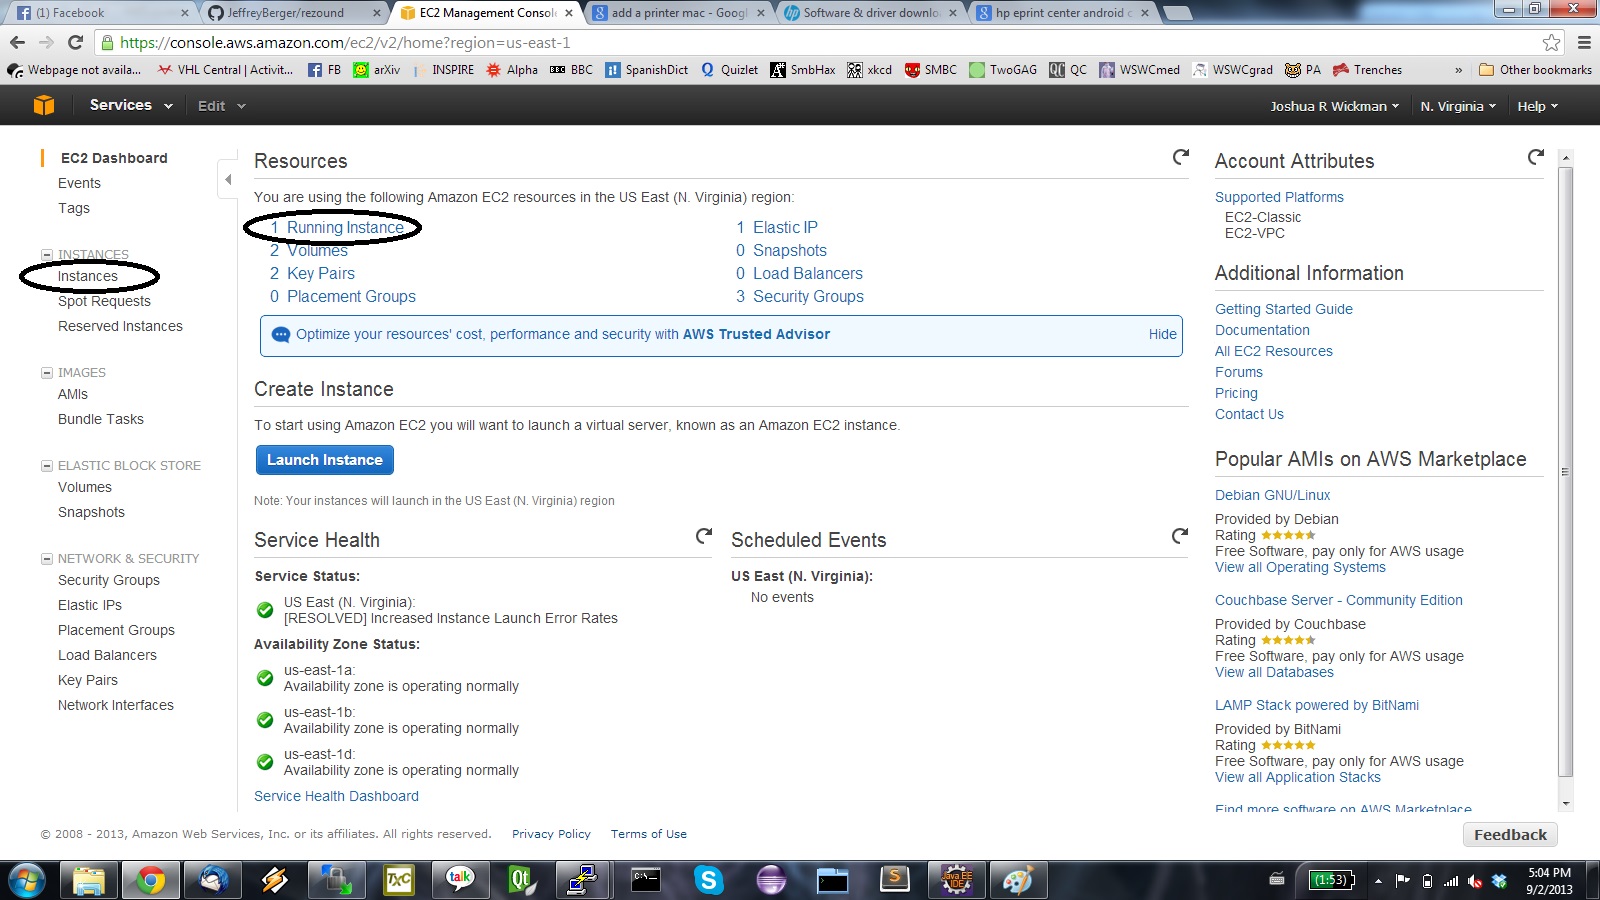 (1) Facebook
JeffreyBerger/rezound
EC2 Management Console
add a printer mac - Goog
Software & driver downlo
hp eprint center android c
https://console.aws.amazon.com/ec2/v2/home?region=us-east-1
Webpage not availa...
VHL Central | Activit...
FB
arXiv
INSPIRE
Alpha
BBC
SpanishDict
Quizlet
SmbHax
xkcd
SMBC
TwoGAG
QC
WSWCmed
WSWCgrad
PA
Trenches
»
Other bookmarks
Services
Edit
Joshua R Wickman
N. Virginia
Help
EC2 Dashboard
Events
Tags
INSTANCES
Instances
Spot Requests
Reserved Instances
IMAGES
AMIs
Bundle Tasks
ELASTIC BLOCK STORE
Volumes
Snapshots
NETWORK & SECURITY
Security Groups
Elastic IPs
Placement Groups
Load Balancers
Key Pairs
Network Interfaces
Resources
You are using the following Amazon EC2 resources in the US East (N. Virginia) region:
1 Running Instance
2 Volumes
2 Key Pairs
0 Placement Groups
1 Elastic IP
0 Snapshots
0 Load Balancers
3 Security Groups
Optimize your resources' cost, performance and security with AWS Trusted Advisor
Hide
Create Instance
To start using Amazon EC2 you will want to launch a virtual server, known as an Amazon EC2 instance.
Launch Instance
Note: Your instances will launch in the US East (N. Virginia) region
Service Health
Service Status:
US East (N. Virginia):
[RESOLVED] Increased Instance Launch Error Rates
Availability Zone Status:
us-east-1a:
Availability zone is operating normally
us-east-1b:
Availability zone is operating normally
us-east-1d:
Availability zone is operating normally
Service Health Dashboard
Scheduled Events
US East (N. Virginia):
No events
Account Attributes
Supported Platforms
EC2-Classic
EC2-VPC
Additional Information
Getting Started Guide
Documentation
All EC2 Resources
Forums
Pricing
Contact Us
Popular AMIs on AWS Marketplace
Debian GNU/Linux
Provided by Debian
Rating
Free Software, pay only for AWS usage
View all Operating Systems
Couchbase Server - Community Edition
Provided by Couchbase
Rating
Free Software, pay only for AWS usage
View all Databases
LAMP Stack powered by BitNami
Provided by BitNami
Rating
Free Software, pay only for AWS usage
View all Application Stacks
Find more software on AWS Marketplace
© 2008 - 2013, Amazon Web Services, Inc. or its affiliates. All rights reserved.
Privacy Policy
Terms of Use
Feedback
TXC
talk
Qt
C:\
S
Java EE
IDE
(1:53)
5:04 PM
9/2/2013